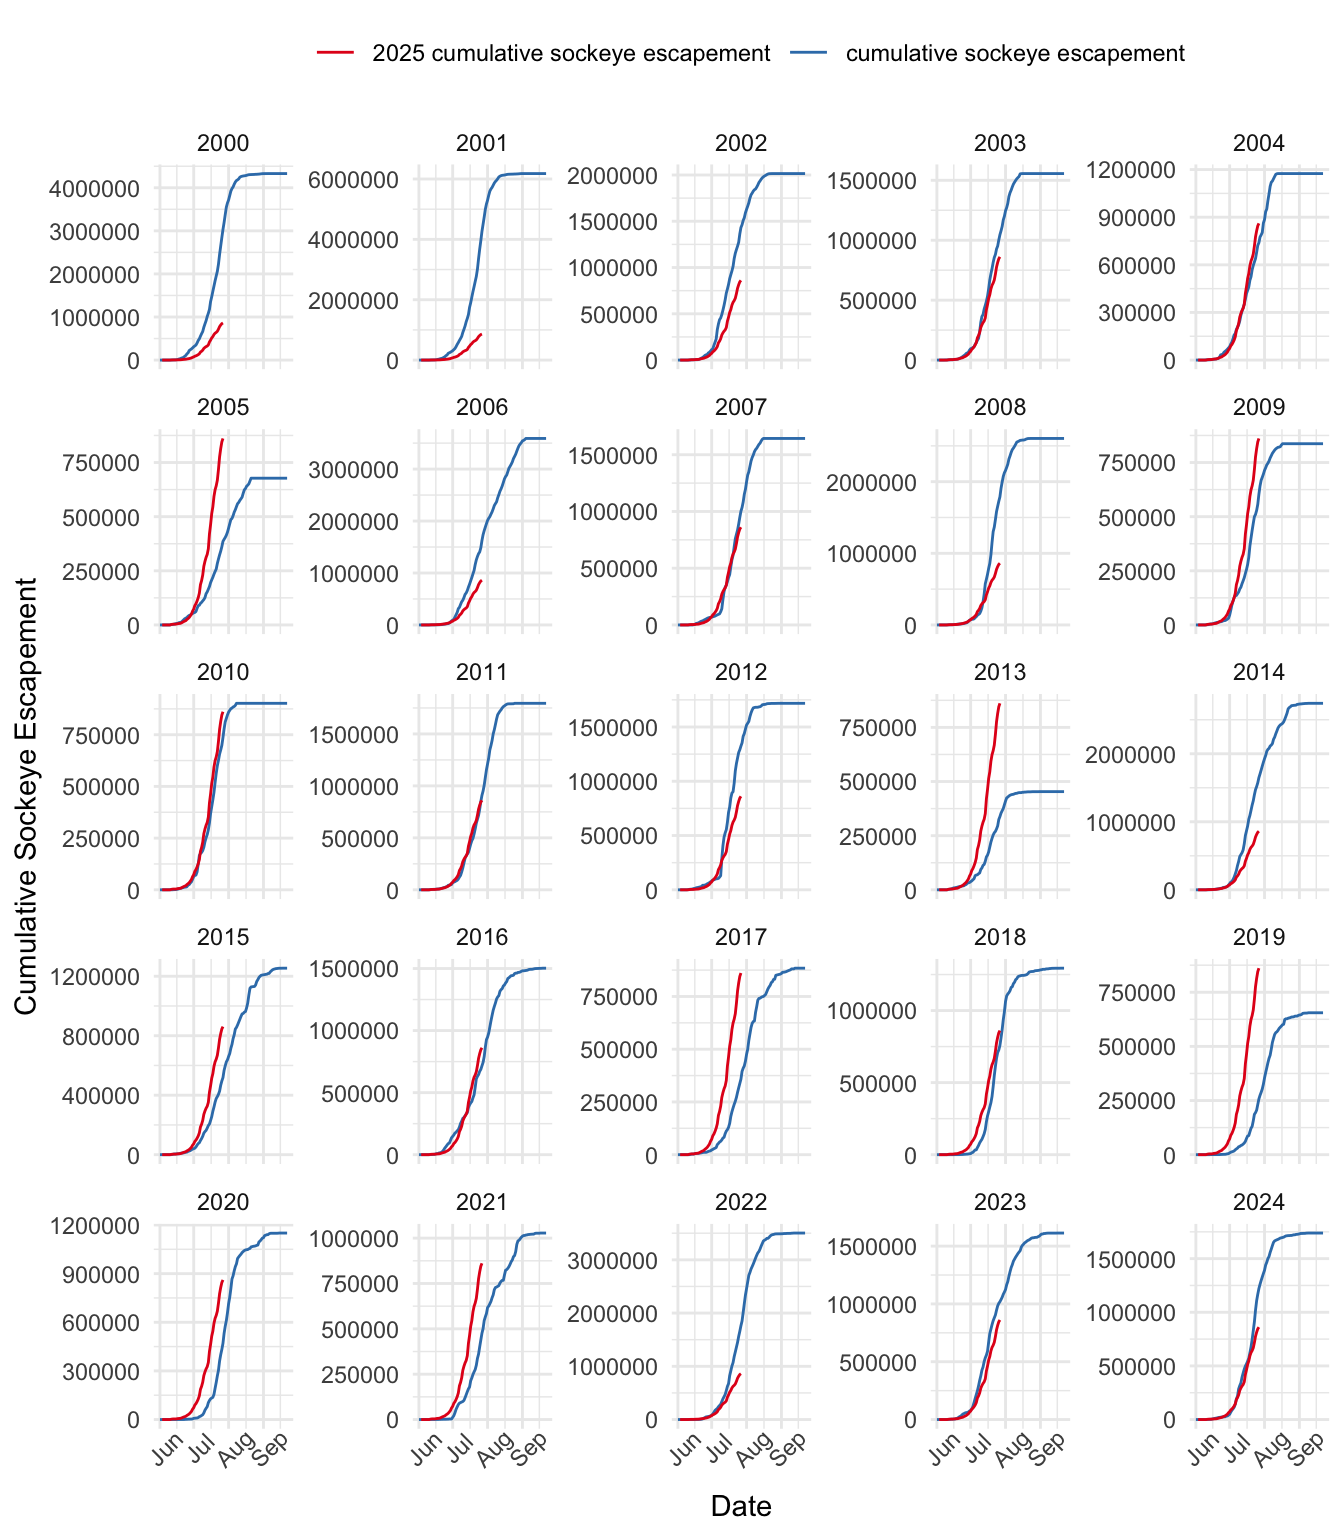 2025 cumulative sockeye escapement cumulative sockeye escapement
2000 2001 2002 2003 2004
4000000 3000000 2000000 1000000 0
6000000 4000000 2000000 0
2000000 1500000 1000000 500000 0
1500000 1000000 500000 0
1200000 900000 600000 300000 0
2005 2006 2007 2008 2009
750000 500000 250000 0
3000000 2000000 1000000 0
1500000 1000000 500000 0
2000000 1000000 0
750000 500000 250000 0
2010 2011 2012 2013 2014
750000 500000 250000 0
1500000 1000000 500000 0
1500000 1000000 500000 0
750000 500000 250000 0
2000000 1000000 0
2015 2016 2017 2018 2019
1200000 800000 400000 0
1500000 1000000 500000 0
750000 500000 250000 0
1000000 500000 0
750000 500000 250000 0
2020 2021 2022 2023 2024
1200000 900000 600000 300000 0
1000000 750000 500000 250000 0
3000000 2000000 1000000 0
1500000 1000000 500000 0
1500000 1000000 500000 0
Jun Jul Aug Sep Jun Jul Aug Sep Jun Jul Aug Sep Jun Jul Aug Sep Jun Jul Aug Sep
Date
Cumulative Sockeye Escapement